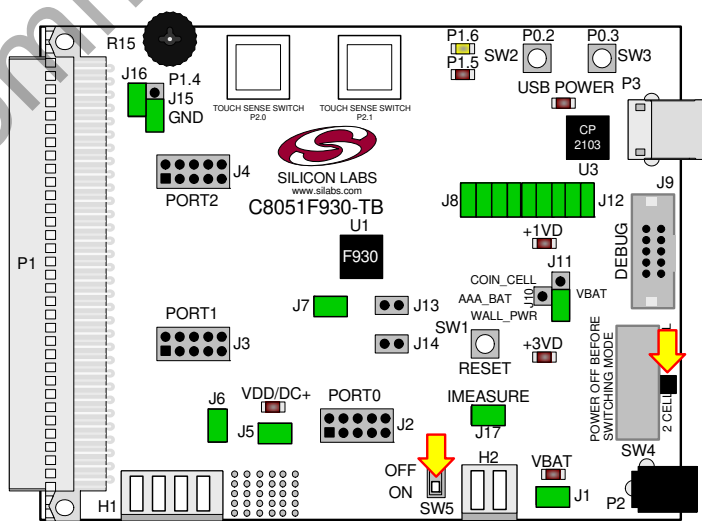 R15
J16
P1.4
J15
GND
TOUCH SENSE SWITCH
P2.0
TOUCH SENSE SWITCH
P2.1
P1.6
P1.5
P0.2
SW2
P0.3
SW3
USB POWER
P3
CP
2103
U3
SILICON LABS
www.silabs.com
C8051F930-TB
U1
F930
J4
PORT2
J8
J12
J9
DEBUG
+1VD
J11
COIN_CELL
AAA_BAT
J10
VBAT
WALL_PWR
P1
J7
J13
J14
PORT1
J3
SW1
RESET
+3VD
POWER OFF BEFORE
SWITCHING MODE
2 CELL
SW4
J6
VDD/DC+
J5
PORT0
J2
IMEASURE
J17
H1
OFF
ON
SW5
H2
VBAT
J1
P2